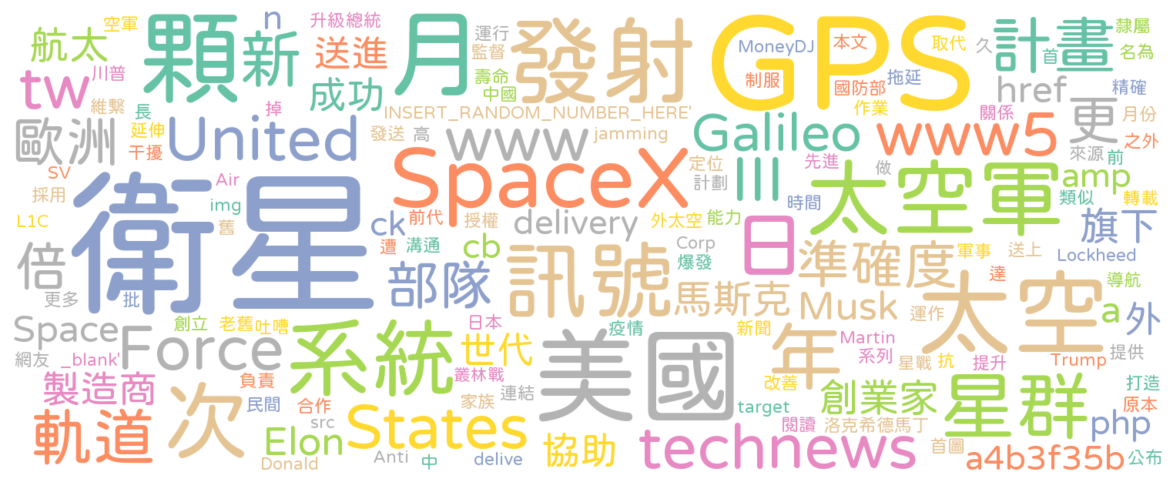 空軍 升級總統 n 運行 GPS 本文 取代 久 計畫 隸屬
航太 顆 新 送進 月 監督 發射 MoneyDJ 首 名為
tw 川普 成功 壽命 中國 制服 國防部 拖延 href 精確
維繫 長 掉 INSERT_RANDOM_NUMBER_HERE' 作業 更 月份
歐洲 延伸 United 發送 高 www jamming Galileo 關係 www5 之外
干擾 SpaceX 定位 III 先進 來源 前
SV Air 計劃 做 太空軍 amp
採用 衛星 img ck 前代 授權 delivery 外太空 能力 時間 類似 轉載
L1C 舊 遭 溝通 cb Corp 日 準確度 軍事 送上 旗下
倍 部隊 訊號 爆發 達 Lockheed
更多 批 馬斯克 Musk 太空 導航
Space 創立 老舊 吐嘈 日本 疫情 新聞 運作 a 外
網友 _blank' Force 系統 世代 美國 年 Martin 星戰 抗 提升 Trump 提供
製造商 次 負責 叢林戰 連結 改善 系列 創業家 星群 打造
軌道 民間 合作 家族 target 原本
Elon src States 協助 technews 閱讀 洛克希德馬丁 php
Donald Anti 中 delive 首圖 a4b3f35b 公布